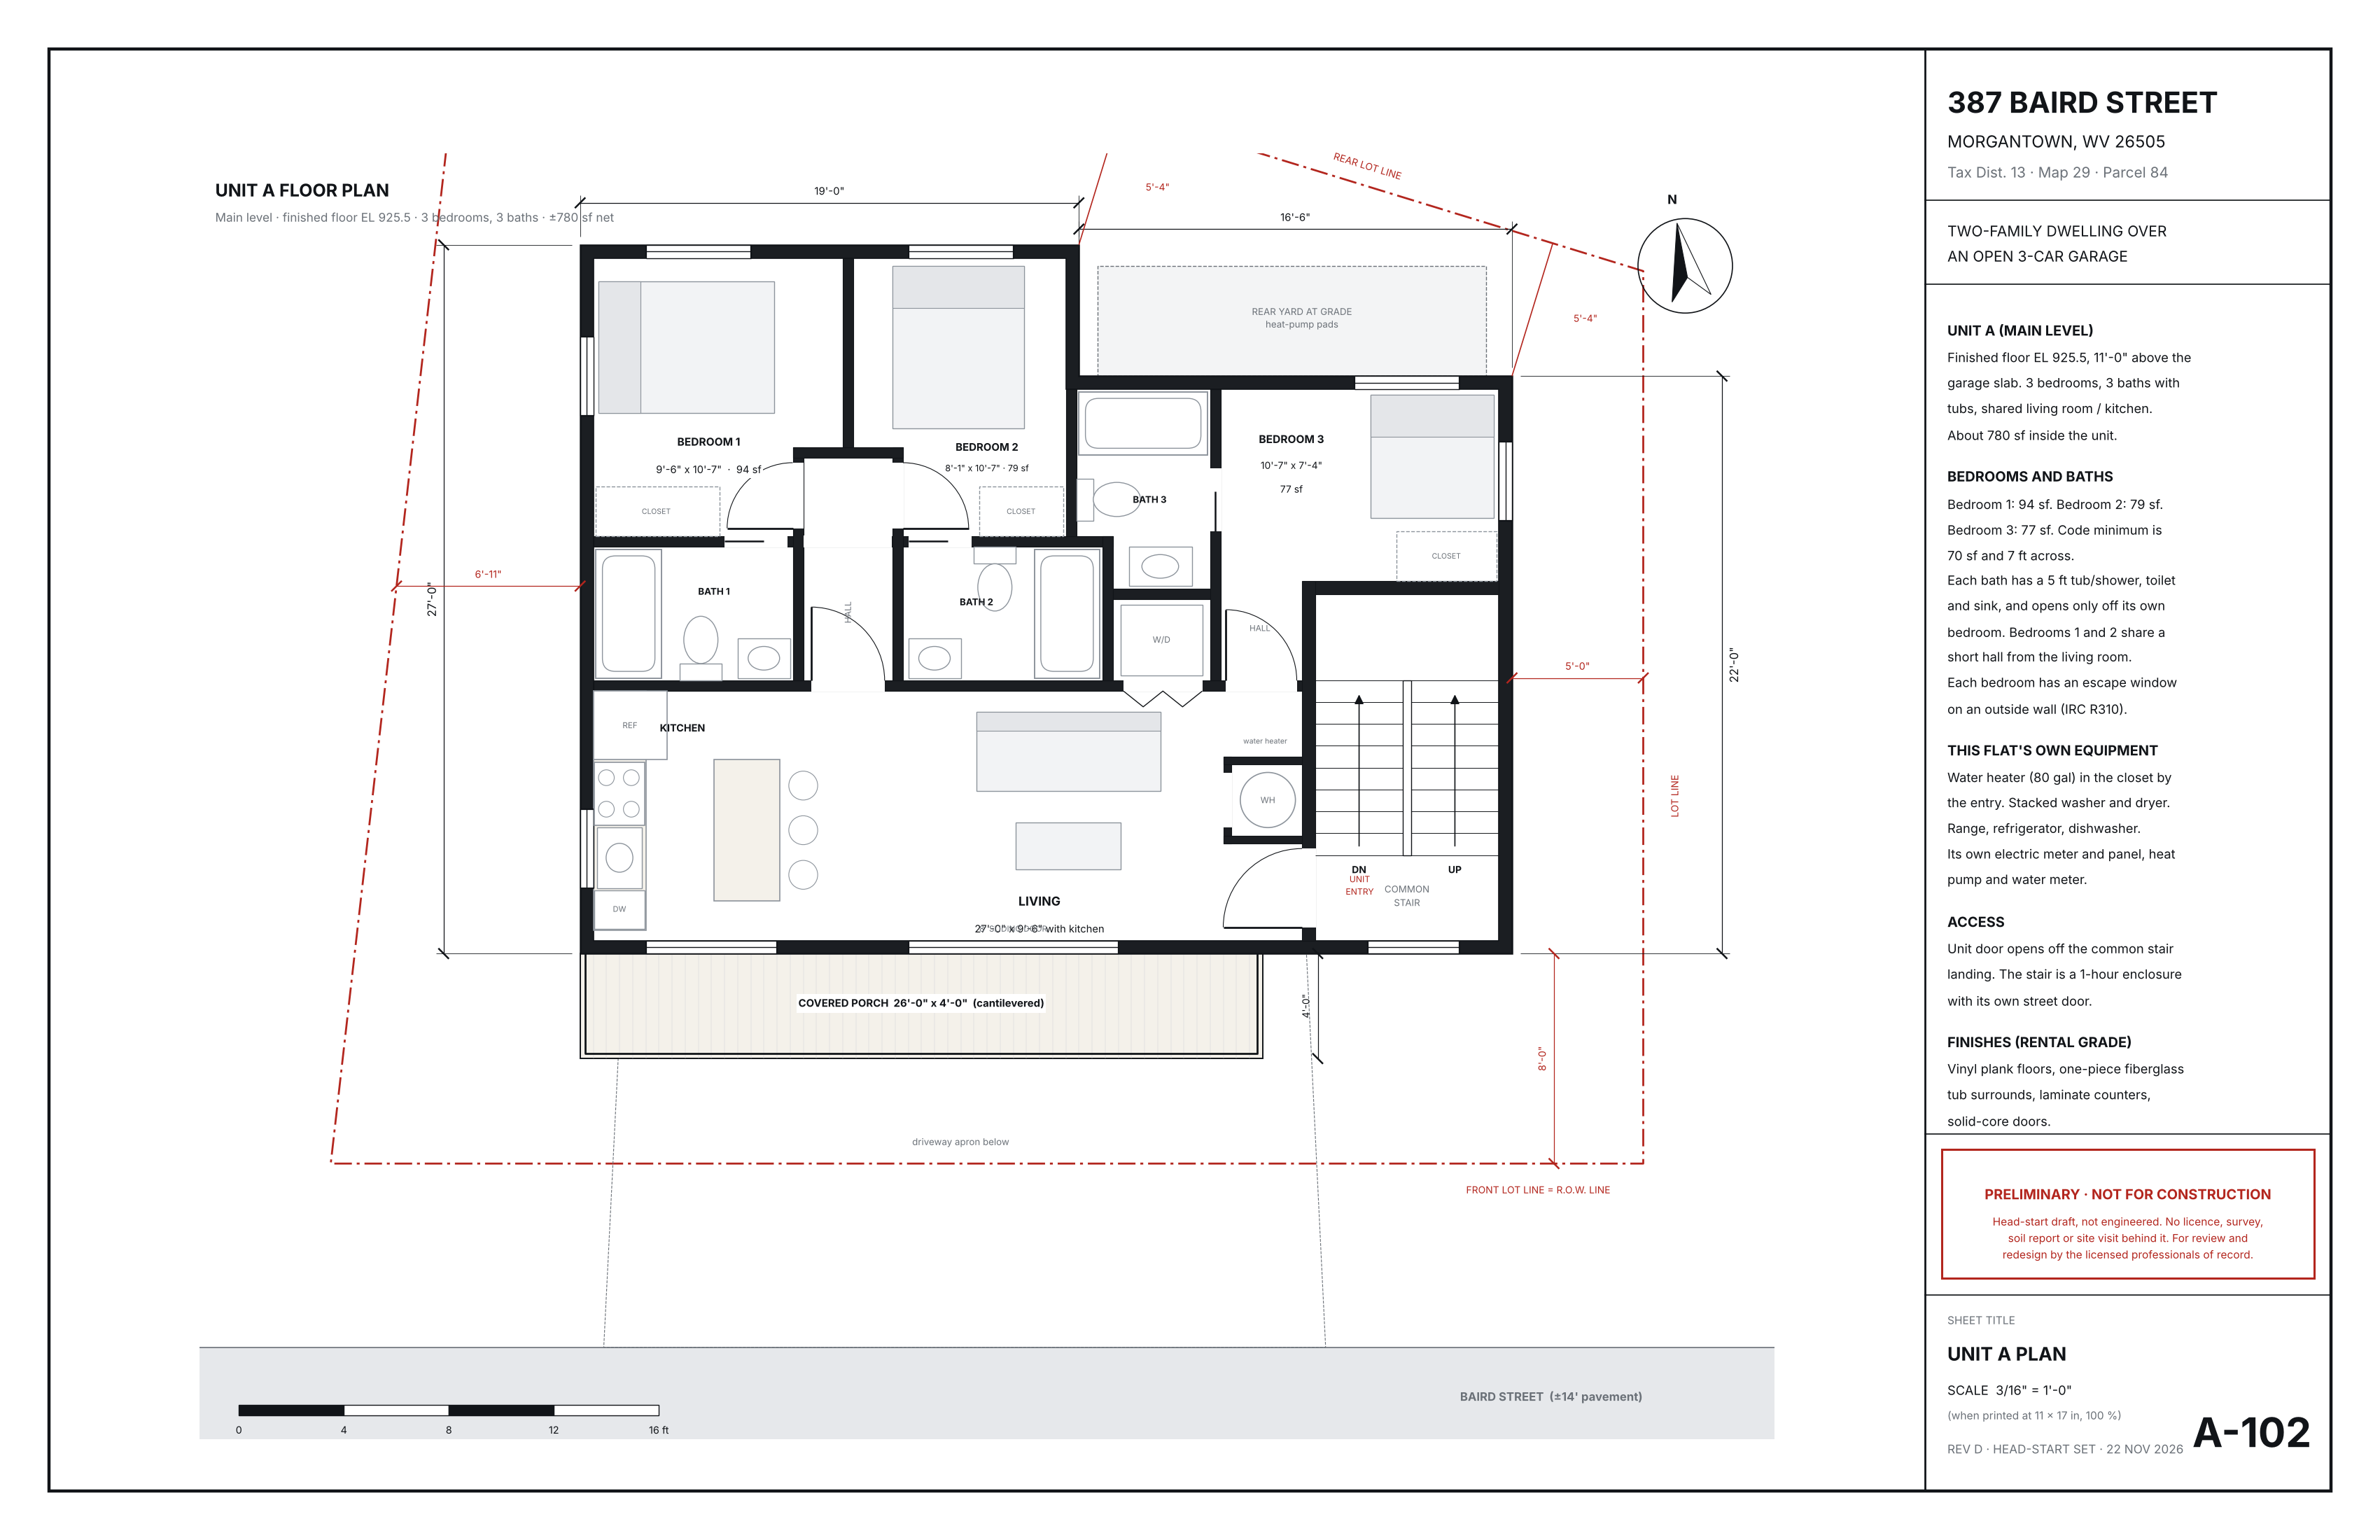 UNIT A FLOOR PLAN
Main level · finished floor EL 925.5 · 3 bedrooms, 3 baths · ±780 sf net
19'-0"
5'-4"
REAR LOT LINE
16'-6"
N
5'-4"
REAR YARD AT GRADE
heat-pump pads
BEDROOM 1
9'-6" x 10'-7" · 94 sf
CLOSET
BEDROOM 2
8'-1" x 10'-7" · 79 sf
CLOSET
BATH 3
BEDROOM 3
10'-7" x 7'-4"
77 sf
CLOSET
6'-11"
27'-0"
BATH 1
HALL
BATH 2
W/D
HALL
5'-0"
22'-0"
REF
KITCHEN
water heater
WH
LOT LINE
DW
LIVING
27'-0" x 9'-6" with kitchen
DN
UP
UNIT
ENTRY
COMMON
STAIR
COVERED PORCH 26'-0" x 4'-0" (cantilevered)
4'-0"
8'-0"
driveway apron below
FRONT LOT LINE = R.O.W. LINE
BAIRD STREET (±14' pavement)
0 4 8 12 16 ft
387 BAIRD STREET
MORGANTOWN, WV 26505
Tax Dist. 13 · Map 29 · Parcel 84
TWO-FAMILY DWELLING OVER
AN OPEN 3-CAR GARAGE
UNIT A (MAIN LEVEL)
Finished floor EL 925.5, 11'-0" above the
garage slab. 3 bedrooms, 3 baths with
tubs, shared living room / kitchen.
About 780 sf inside the unit.
BEDROOMS AND BATHS
Bedroom 1: 94 sf. Bedroom 2: 79 sf.
Bedroom 3: 77 sf. Code minimum is
70 sf and 7 ft across.
Each bath has a 5 ft tub/shower, toilet
and sink, and opens only off its own
bedroom. Bedrooms 1 and 2 share a
short hall from the living room.
Each bedroom has an escape window
on an outside wall (IRC R310).
THIS FLAT'S OWN EQUIPMENT
Water heater (80 gal) in the closet by
the entry. Stacked washer and dryer.
Range, refrigerator, dishwasher.
Its own electric meter and panel, heat
pump and water meter.
ACCESS
Unit door opens off the common stair
landing. The stair is a 1-hour enclosure
with its own street door.
FINISHES (RENTAL GRADE)
Vinyl plank floors, one-piece fiberglass
tub surrounds, laminate counters,
solid-core doors.
PRELIMINARY · NOT FOR CONSTRUCTION
Head-start draft, not engineered. No licence, survey,
soil report or site visit behind it. For review and
redesign by the licensed professionals of record.
SHEET TITLE
UNIT A PLAN
SCALE 3/16" = 1'-0"
(when printed at 11 × 17 in, 100 %)
REV D · HEAD-START SET · 22 NOV 2026
A-102